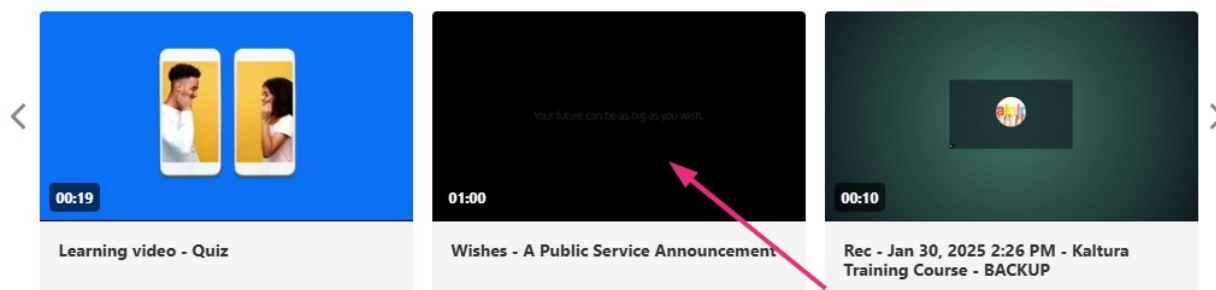 00:19
Learning video - Quiz
Your future can be as big as you wish.
01:00
Wishes - A Public Service Announcement
00:10
Rec - Jan 30, 2025 2:26 PM - Kaltura
Training Course - BACKUP